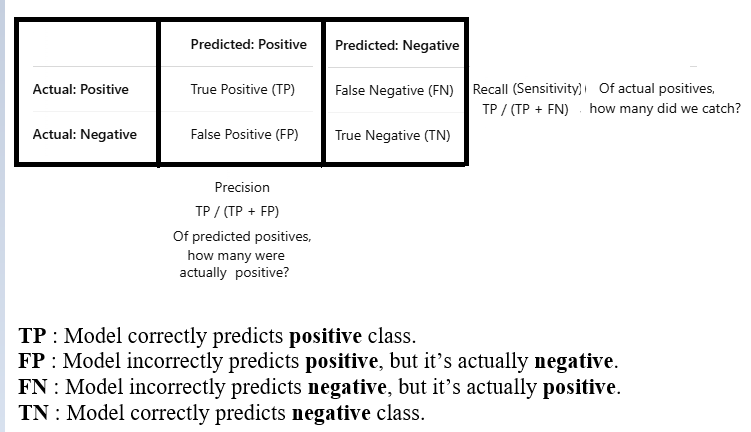 Predicted: Positive Predicted: Negative
Actual: Positive True Positive (TP) False Negative (FN) Recall (Sensitivity) Of actual positives,
TP / (TP + FN) how many did we catch?
Actual: Negative False Positive (FP) True Negative (TN)
Precision
TP / (TP + FP)
Of predicted positives,
how many were
actually positive?
TP : Model correctly predicts positive class.
FP : Model incorrectly predicts positive, but it’s actually negative.
FN : Model incorrectly predicts negative, but it’s actually positive.
TN : Model correctly predicts negative class.